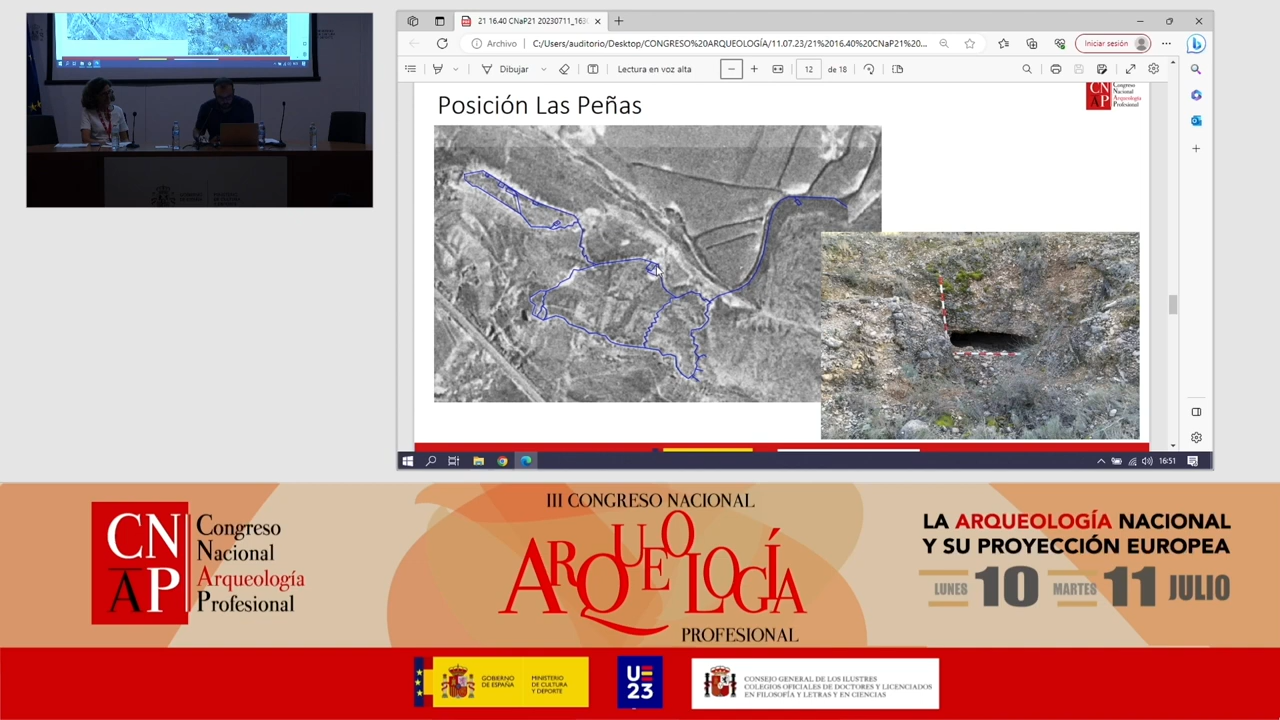 21 16.40 CNaP21 20230711_163
Archivo
C:/Users/auditorio/Desktop/CONGRESO%20ARQUEOLOGÍA/11.07.23/21%2016.40%20CNaP21%20...
Iniciar sesión
Dibujar
Lectura en voz alta
12
de 18
Posición Las Peñas
CN
AP
Congreso
Nacional
Arqueología
Profesional
16:51
CN
AP
Congreso
Nacional
Arqueología
Profesional
III CONGRESO NACIONAL
ARQUEOLOGÍA
PROFESIONAL
LA ARQUEOLOGÍA NACIONAL
Y SU PROYECCIÓN EUROPEA
LUNES 10 MARTES 11 JULIO
GOBIERNO
DE ESPAÑA
MINISTERIO
DE CULTURA
Y DEPORTE
UE
23
CONSEJO GENERAL DE LOS ILUSTRES
COLEGIOS OFICIALES DE DOCTORES Y LICENCIADOS
EN FILOSOFÍA Y LETRAS Y EN CIENCIAS